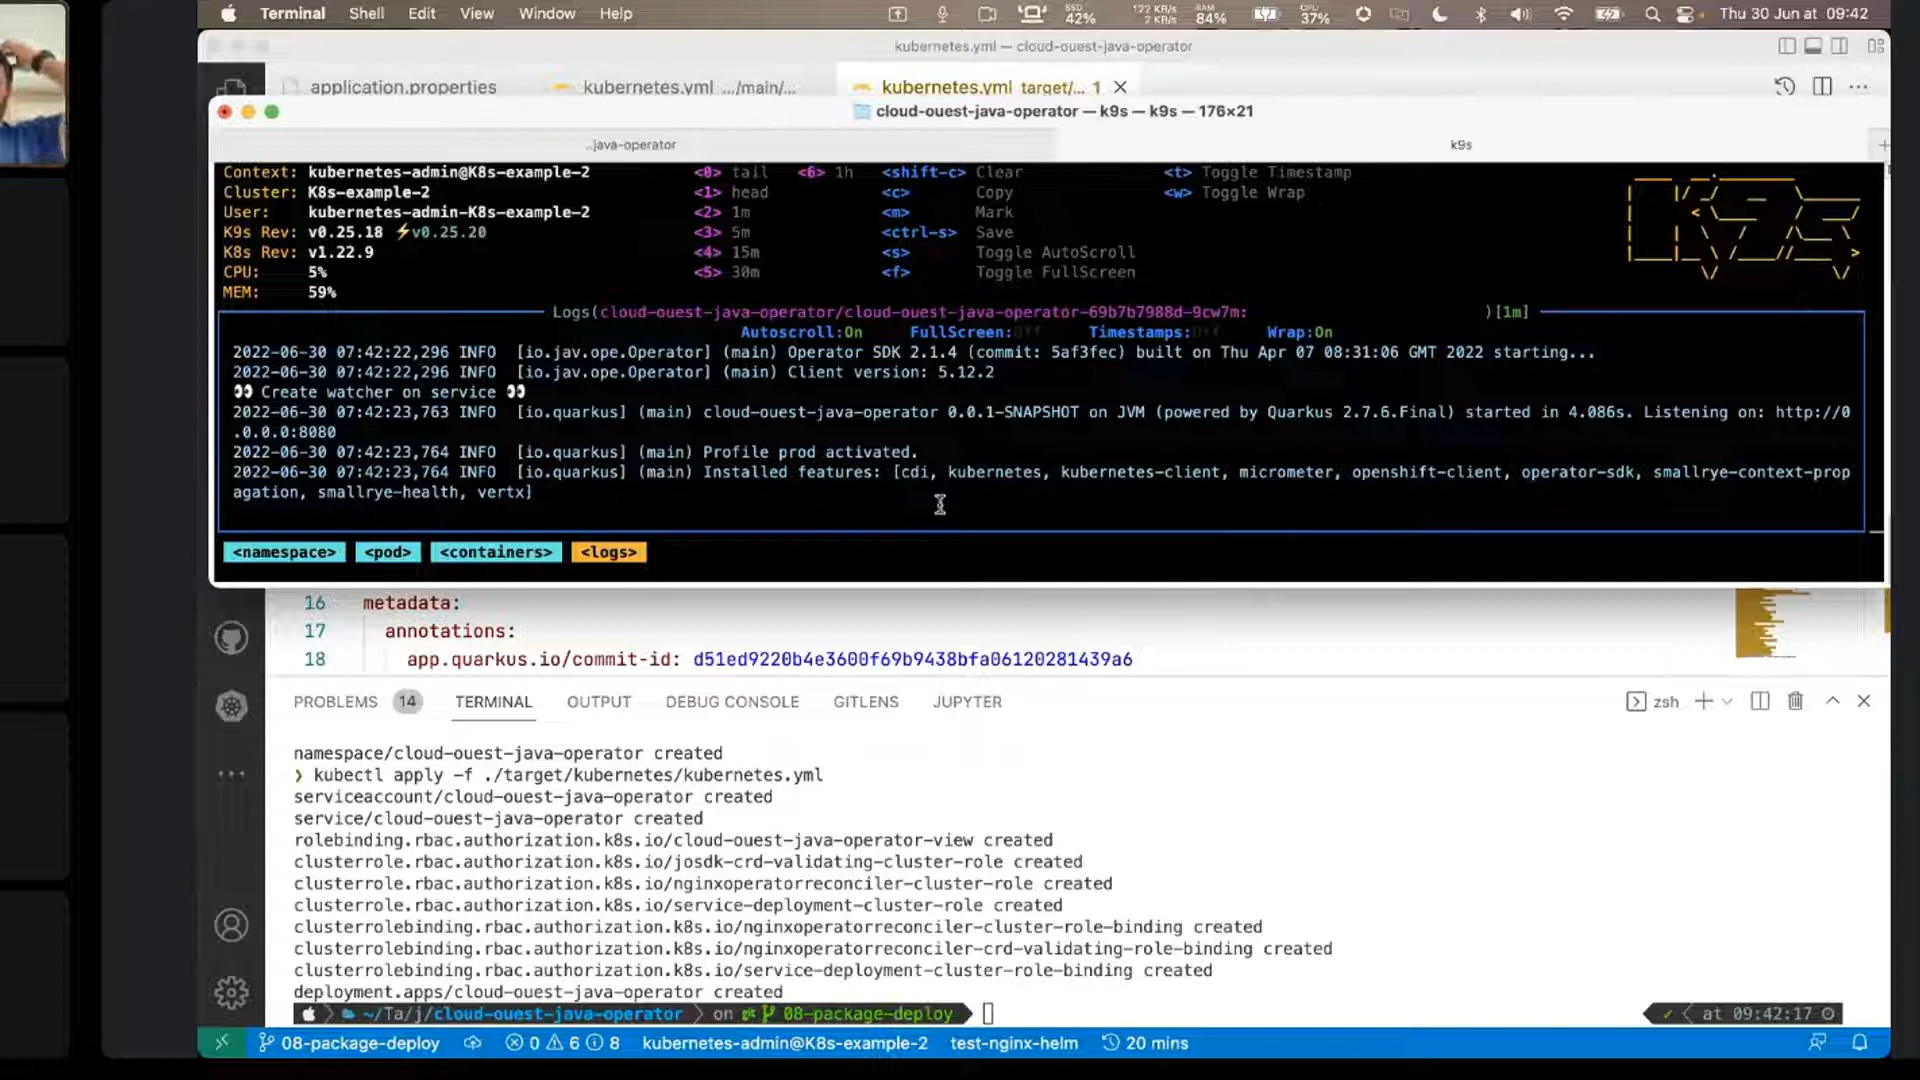 Terminal Shell Edit View Window Help SSD 42% 122 KB/s 2 KB/s RAM 84% CPU 37% Thu 30 Jun at 09:42
kubernetes.yml — cloud-ouest-java-operator
application.properties kubernetes.yml .../main/... kubernetes.yml target/... 1
cloud-ouest-java-operator — k9s — k9s — 176×21
..java-operator k9s
Context: kubernetes-admin@K8s-example-2 <0> tail <6> 1h <shift-c> Clear <t> Toggle Timestamp
Cluster: K8s-example-2 <1> head <c> Copy <w> Toggle Wrap
User: kubernetes-admin-K8s-example-2 <2> 1m <m> Mark
K9s Rev: v0.25.18 ⚡v0.25.20 <3> 5m <ctrl-s> Save
K8s Rev: v1.22.9 <4> 15m <s> Toggle AutoScroll
CPU: 5% <5> 30m <f> Toggle FullScreen
MEM: 59%
Logs(cloud-ouest-java-operator/cloud-ouest-java-operator-69b7b7988d-9cw7m: )[1m]
Autoscroll:On FullScreen:Off Timestamps:Off Wrap:On
2022-06-30 07:42:22,296 INFO [io.jav.ope.Operator] (main) Operator SDK 2.1.4 (commit: 5af3fec) built on Thu Apr 07 08:31:06 GMT 2022 starting...
2022-06-30 07:42:22,296 INFO [io.jav.ope.Operator] (main) Client version: 5.12.2
👀 Create watcher on service 👀
2022-06-30 07:42:23,763 INFO [io.quarkus] (main) cloud-ouest-java-operator 0.0.1-SNAPSHOT on JVM (powered by Quarkus 2.7.6.Final) started in 4.086s. Listening on: http://0
.0.0.0:8080
2022-06-30 07:42:23,764 INFO [io.quarkus] (main) Profile prod activated.
2022-06-30 07:42:23,764 INFO [io.quarkus] (main) Installed features: [cdi, kubernetes, kubernetes-client, micrometer, openshift-client, operator-sdk, smallrye-context-prop
agation, smallrye-health, vertx]
<namespace> <pod> <containers> <logs>
16 metadata:
17 annotations:
18 app.quarkus.io/commit-id: d51ed9220b4e3600f69b9438bfa06120281439a6
PROBLEMS 14 TERMINAL OUTPUT DEBUG CONSOLE GITLENS JUPYTER zsh
namespace/cloud-ouest-java-operator created
❯ kubectl apply -f ./target/kubernetes/kubernetes.yml
serviceaccount/cloud-ouest-java-operator created
service/cloud-ouest-java-operator created
rolebinding.rbac.authorization.k8s.io/cloud-ouest-java-operator-view created
clusterrole.rbac.authorization.k8s.io/josdk-crd-validating-cluster-role created
clusterrole.rbac.authorization.k8s.io/nginxoperatorreconciler-cluster-role created
clusterrole.rbac.authorization.k8s.io/service-deployment-cluster-role created
clusterrolebinding.rbac.authorization.k8s.io/nginxoperatorreconciler-cluster-role-binding created
clusterrolebinding.rbac.authorization.k8s.io/nginxoperatorreconciler-crd-validating-role-binding created
clusterrolebinding.rbac.authorization.k8s.io/service-deployment-cluster-role-binding created
deployment.apps/cloud-ouest-java-operator created
~/Ta/j/cloud-ouest-java-operator on 08-package-deploy ✓ at 09:42:17
08-package-deploy 0 6 8 kubernetes-admin@K8s-example-2 test-nginx-helm 20 mins